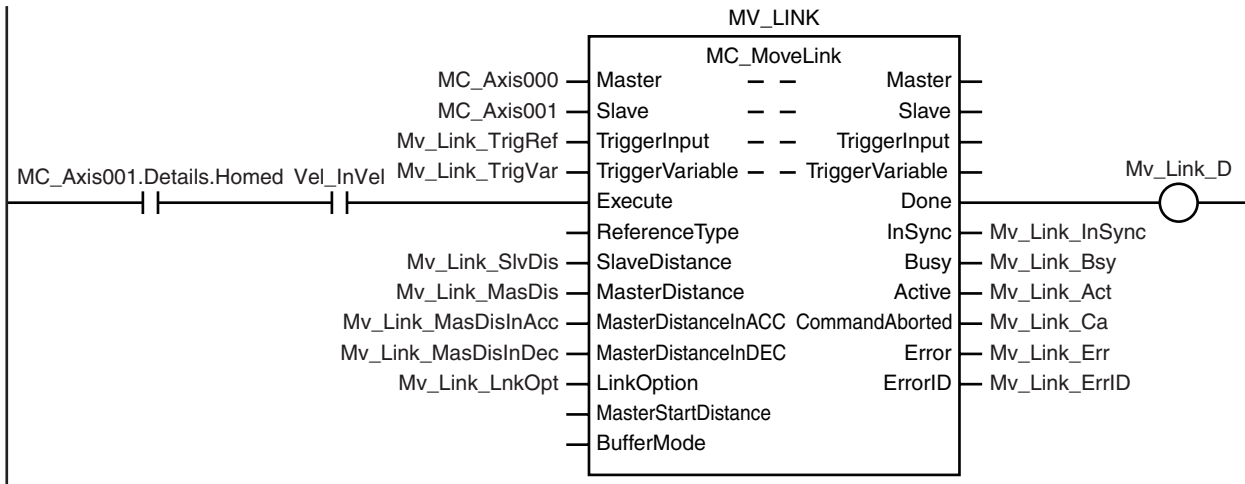 MV_LINK
MC_MoveLink
MC_Axis000 Master Master
MC_Axis001 Slave Slave
Mv_Link_TrigRef TriggerInput TriggerInput
Mv_Link_TrigVar TriggerVariable TriggerVariable
MC_Axis001.Details.Homed Vel_InVel Execute Done Mv_Link_D
ReferenceType InSync Mv_Link_InSync
Mv_Link_SlvDis SlaveDistance Busy Mv_Link_Bsy
Mv_Link_MasDis MasterDistance Active Mv_Link_Act
Mv_Link_MasDisInAcc MasterDistanceInACC CommandAborted Mv_Link_Ca
Mv_Link_MasDisInDec MasterDistanceInDEC Error Mv_Link_Err
Mv_Link_LnkOpt LinkOption ErrorID Mv_Link_ErrID
MasterStartDistance
BufferMode